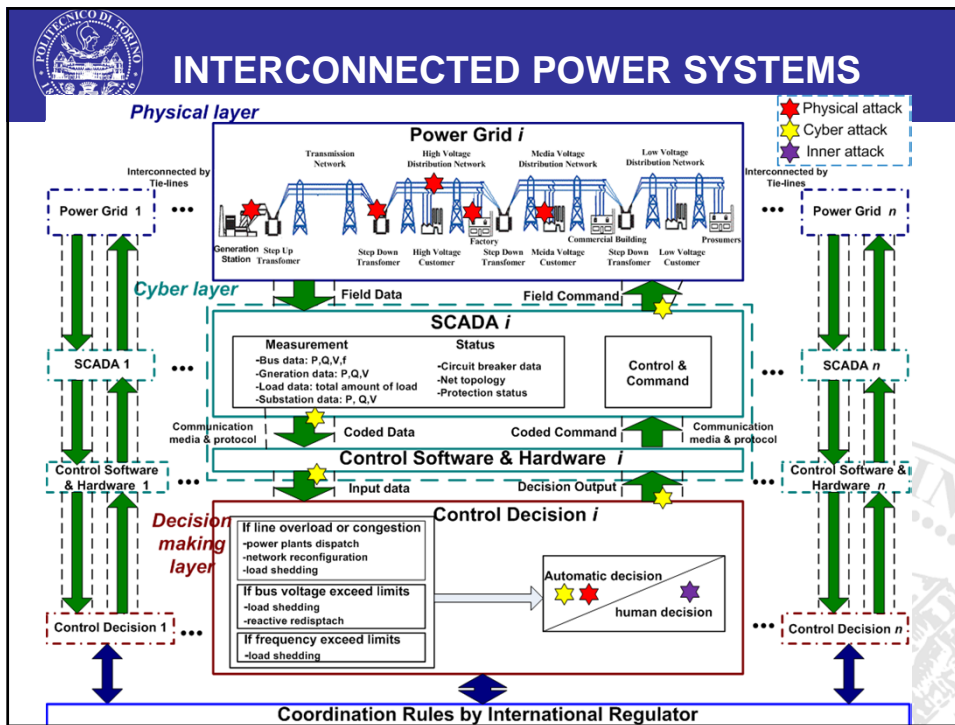 POLITECNICO DI TORINO
INTERCONNECTED POWER SYSTEMS
Physical layer
Physical attack
Cyber attack
Inner attack
Power Grid i
Transmission
Network
High Voltage
Distribution Network
Media Voltage
Distribution Network
Low Voltage
Distribution Network
Interconnected by
Tie-lines
Interconnected by
Tie-lines
Power Grid 1
•••
•••
Power Grid n
Generation
Station
Step Up
Transfomer
Step Down
Transfomer
High Voltage
Customer
Factory
Step Down
Transfomer
Meida Voltage
Customer
Commercial Building
Step Down
Transfomer
Low Voltage
Customer
Prosumers
Cyber layer
Field Data
Field Command
SCADA i
Measurement
-Bus data: P,Q,V,f
-Gneration data: P,Q,V
-Load data: total amount of load
-Substation data: P, Q,V
Status
-Circuit breaker data
-Net topology
-Protection status
Control &
Command
SCADA 1
•••
•••
SCADA n
Communication
media & protocol
Coded Data
Coded Command
Communication
media & protocol
Control Software & Hardware i
Control Software
& Hardware 1
•••
•••
Control Software &
Hardware n
Input data
Decision Output
Decision
making
layer
Control Decision i
If line overload or congestion
-power plants dispatch
-network reconfiguration
-load shedding
If bus voltage exceed limits
-load shedding
-reactive redisptach
If frequency exceed limits
-load shedding
Automatic decision
human decision
Control Decision 1
•••
•••
Control Decision n
Coordination Rules by International Regulator